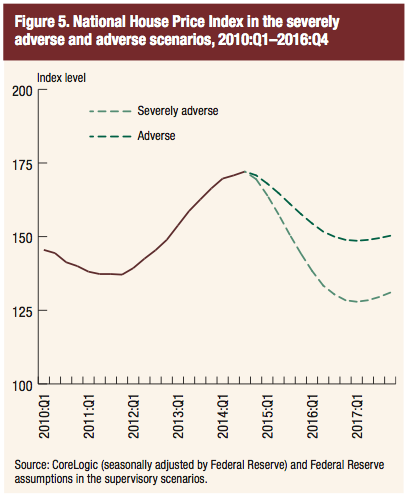 Figure 5. National House Price Index in the severely
adverse and adverse scenarios, 2010:Q1–2016:Q4
Index level
200
Severely adverse
Adverse
175
150
125
100
2010:Q1
2011:Q1
2012:Q1
2013:Q1
2014:Q1
2015:Q1
2016:Q1
2017:Q1
Source: CoreLogic (seasonally adjusted by Federal Reserve) and Federal Reserve
assumptions in the supervisory scenarios.